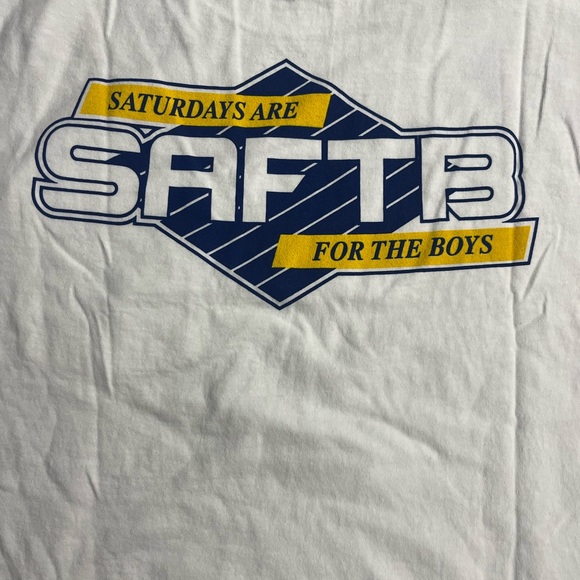 SATURDAYS ARE
SAFTB
FOR THE BOYS